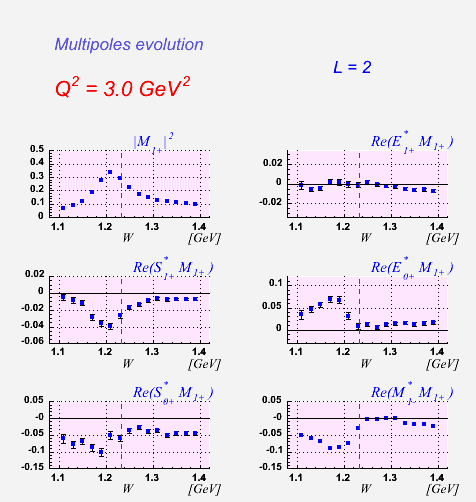 Multipoles evolution
L = 2
Q² = 3.0 GeV²
|M₁₊|²
0.5
0.4
0.3
0.2
0.1
0
1.1 1.2 1.3 1.4
W [GeV]
Re(E*₁₊ M₁₊)
0.02
0
-0.02
1.1 1.2 1.3 1.4
W [GeV]
Re(S*₁₊ M₁₊)
0.02
0
-0.02
-0.04
-0.06
1.1 1.2 1.3 1.4
W [GeV]
Re(E*₀₊ M₁₊)
0.1
0.05
0
1.1 1.2 1.3 1.4
W [GeV]
Re(S*₀₊ M₁₊)
0.05
-0
-0.05
-0.1
-0.15
1.1 1.2 1.3 1.4
W [GeV]
Re(M*₁₋ M₁₊)
0.05
-0
-0.05
-0.1
-0.15
1.1 1.2 1.3 1.4
W [GeV]